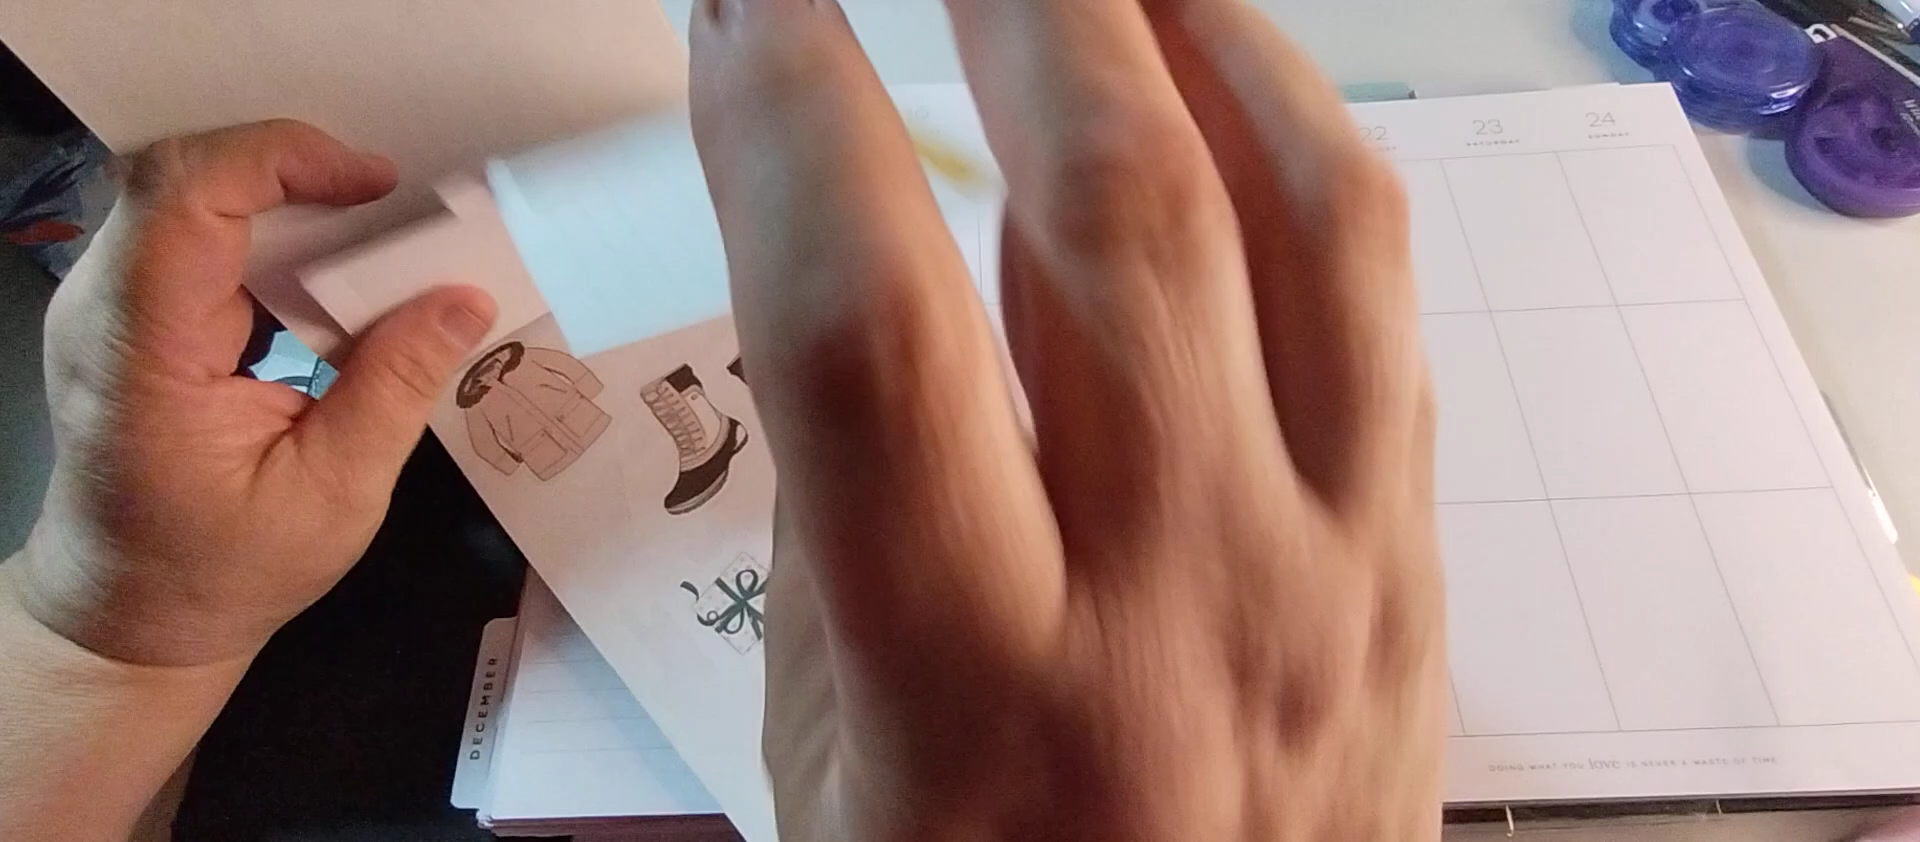 22
23
24
SATURDAY
SUNDAY
DECEMBER
DOING WHAT YOU love IS NEVER A WASTE OF TIME